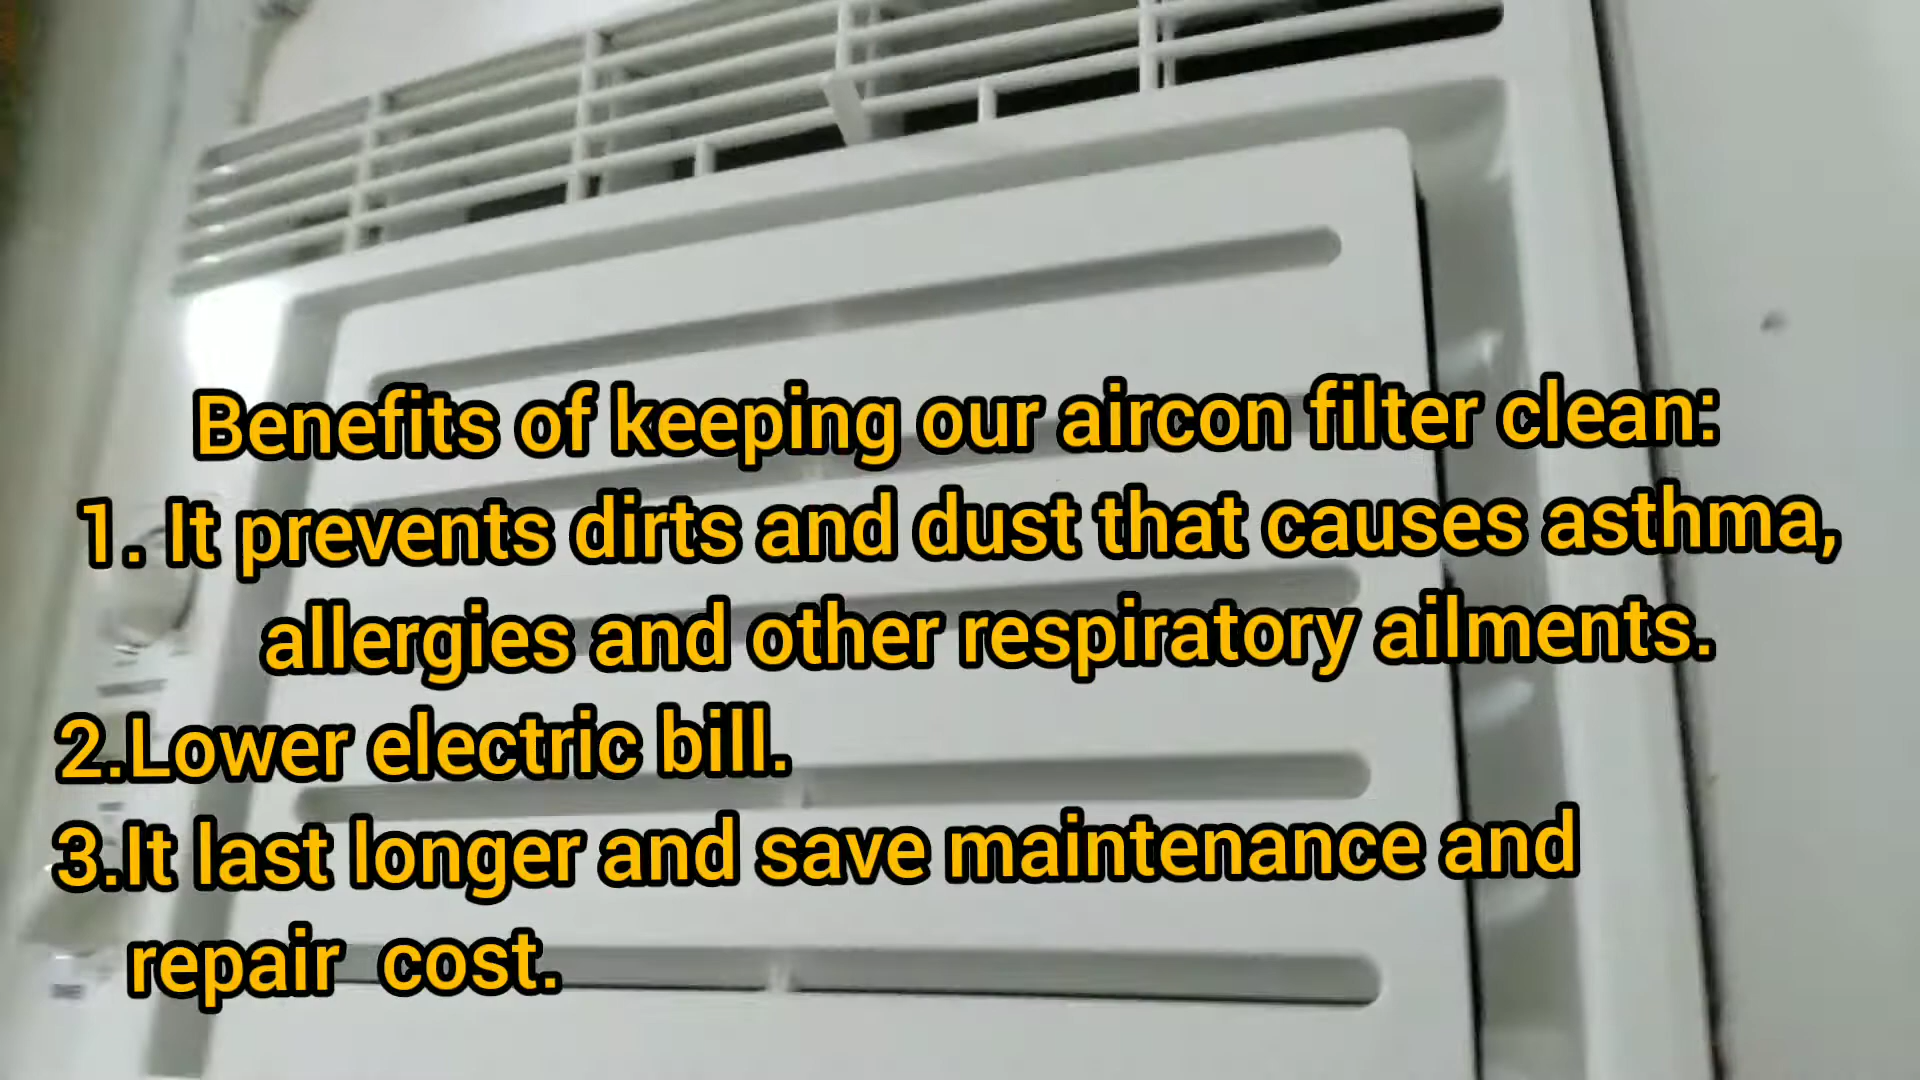 Benefits of keeping our aircon filter clean:
1. It prevents dirts and dust that causes asthma,
allergies and other respiratory ailments.
2.Lower electric bill.
3.It last longer and save maintenance and
repair cost.